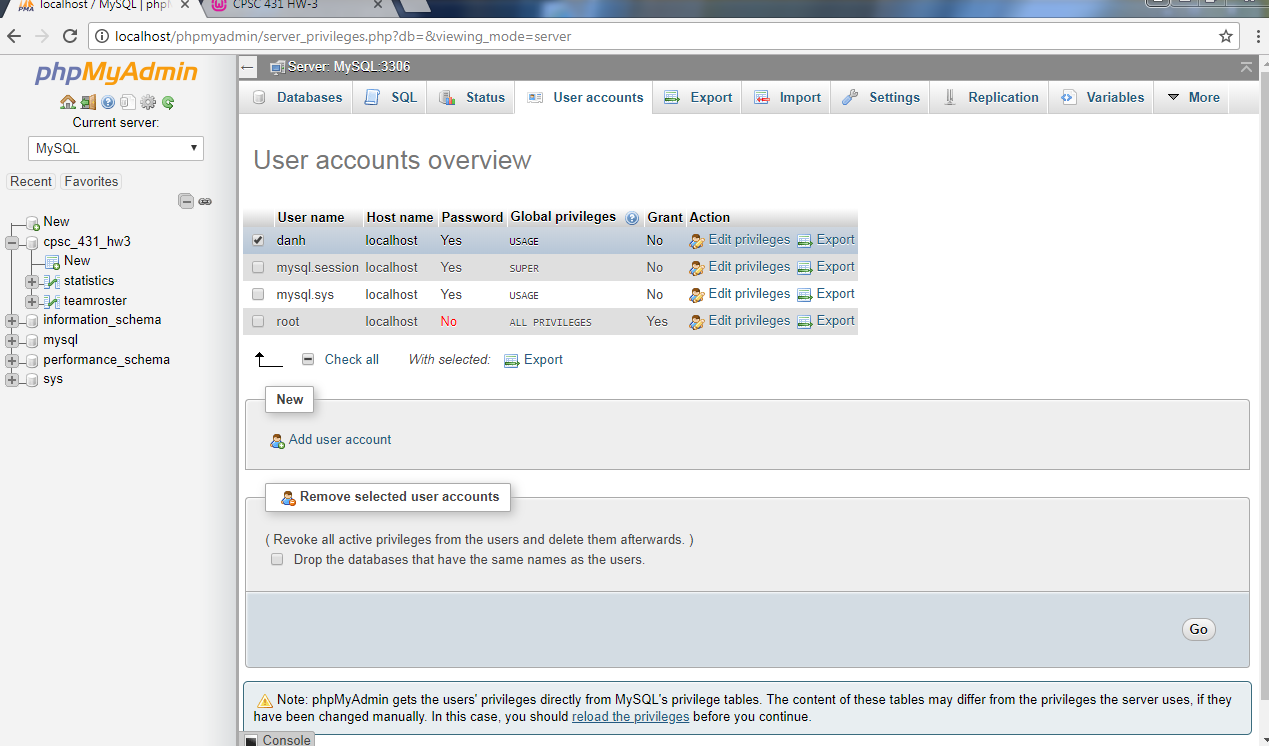 localhost / MySQL | phpM
CPSC 431 HW-3
localhost/phpmyadmin/server_privileges.php?db=&viewing_mode=server
phpMyAdmin
Current server:
MySQL
Recent Favorites
New
cpsc_431_hw3
New
statistics
teamroster
information_schema
mysql
performance_schema
sys
Server: MySQL:3306
Databases SQL Status User accounts Export Import Settings Replication Variables More
User accounts overview
User name Host name Password Global privileges Grant Action
danh localhost Yes USAGE No Edit privileges Export
mysql.session localhost Yes SUPER No Edit privileges Export
mysql.sys localhost Yes USAGE No Edit privileges Export
root localhost No ALL PRIVILEGES Yes Edit privileges Export
Check all With selected: Export
New
Add user account
Remove selected user accounts
( Revoke all active privileges from the users and delete them afterwards. )
Drop the databases that have the same names as the users.
Go
Note: phpMyAdmin gets the users' privileges directly from MySQL's privilege tables. The content of these tables may differ from the privileges the server uses, if they
have been changed manually. In this case, you should reload the privileges before you continue.
Console